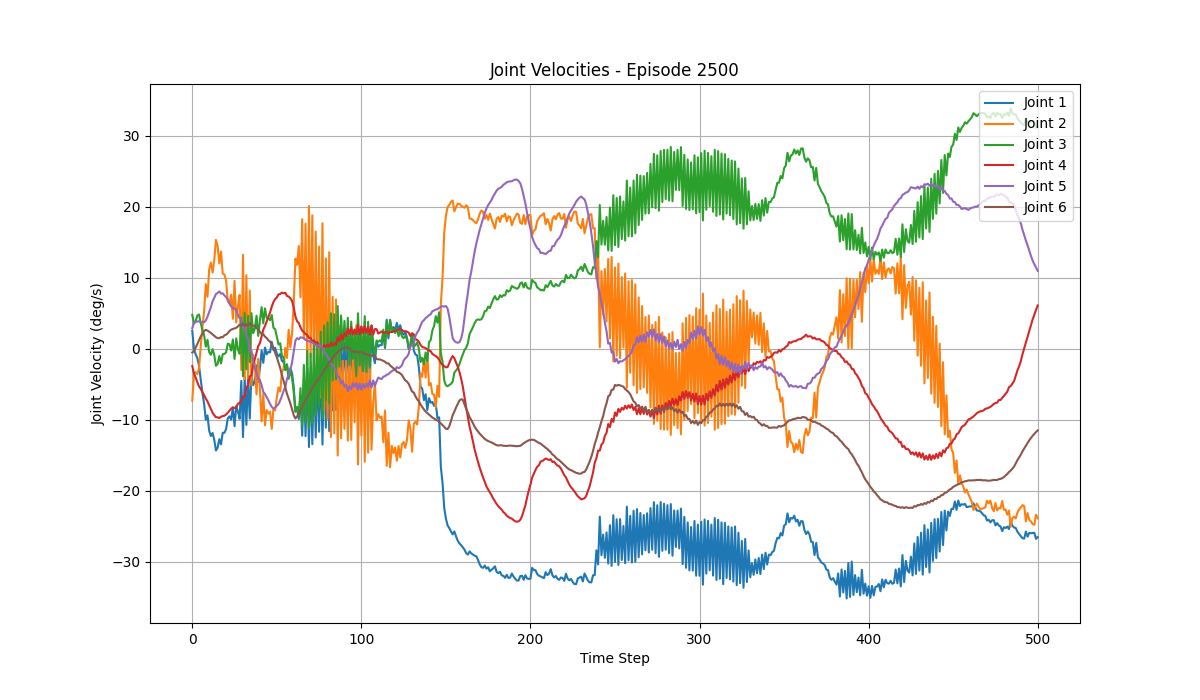 Joint Velocities - Episode 2500
Joint Velocity (deg/s)
30
20
10
0
−10
−20
−30
0
100
200
300
400
500
Time Step
Joint 1
Joint 2
Joint 3
Joint 4
Joint 5
Joint 6